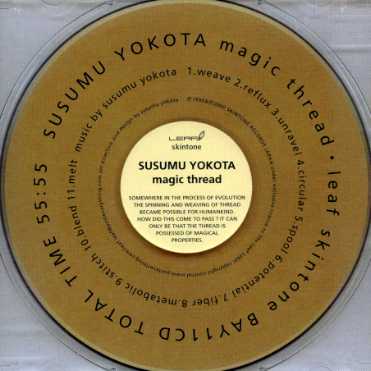 SUSUMU YOKOTA magic thread • leaf skintone BAY11CD TOTAL TIME 55:55
music by susumu yokota 1.weave 2.reflux 3.unravel 4.circular 5.spool 6.potential 7.fiber 8.metabolic 9.stitch 10.blend 11.melt
LEAF
skintone
SUSUMU YOKOTA
magic thread
SOMEWHERE IN THE PROCESS OF EVOLUTION
THE SPINNING AND WEAVING OF THREAD
BECAME POSSIBLE FOR HUMANKIND.
HOW DID THIS COME TO PASS? IT CAN
ONLY BE THAT THE THREAD IS
POSSESSED OF MAGICAL
PROPERTIES.